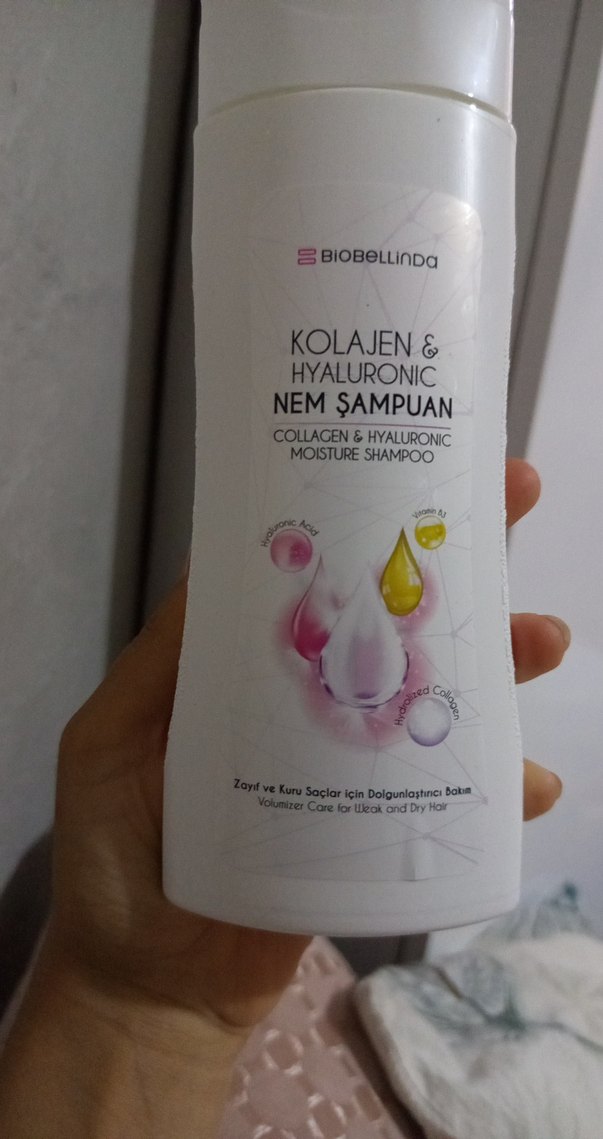 BIOBELLINDA
KOLAJEN &
HYALURONIC
NEM ŞAMPUAN
COLLAGEN & HYALURONIC
MOISTURE SHAMPOO
Hyaluronic Acid
Vitamin B3
Hydrolized Collagen
Zayıf ve Kuru Saçlar için Dolgunlaştırıcı Bakım
Volumizer Care for Weak and Dry Hair